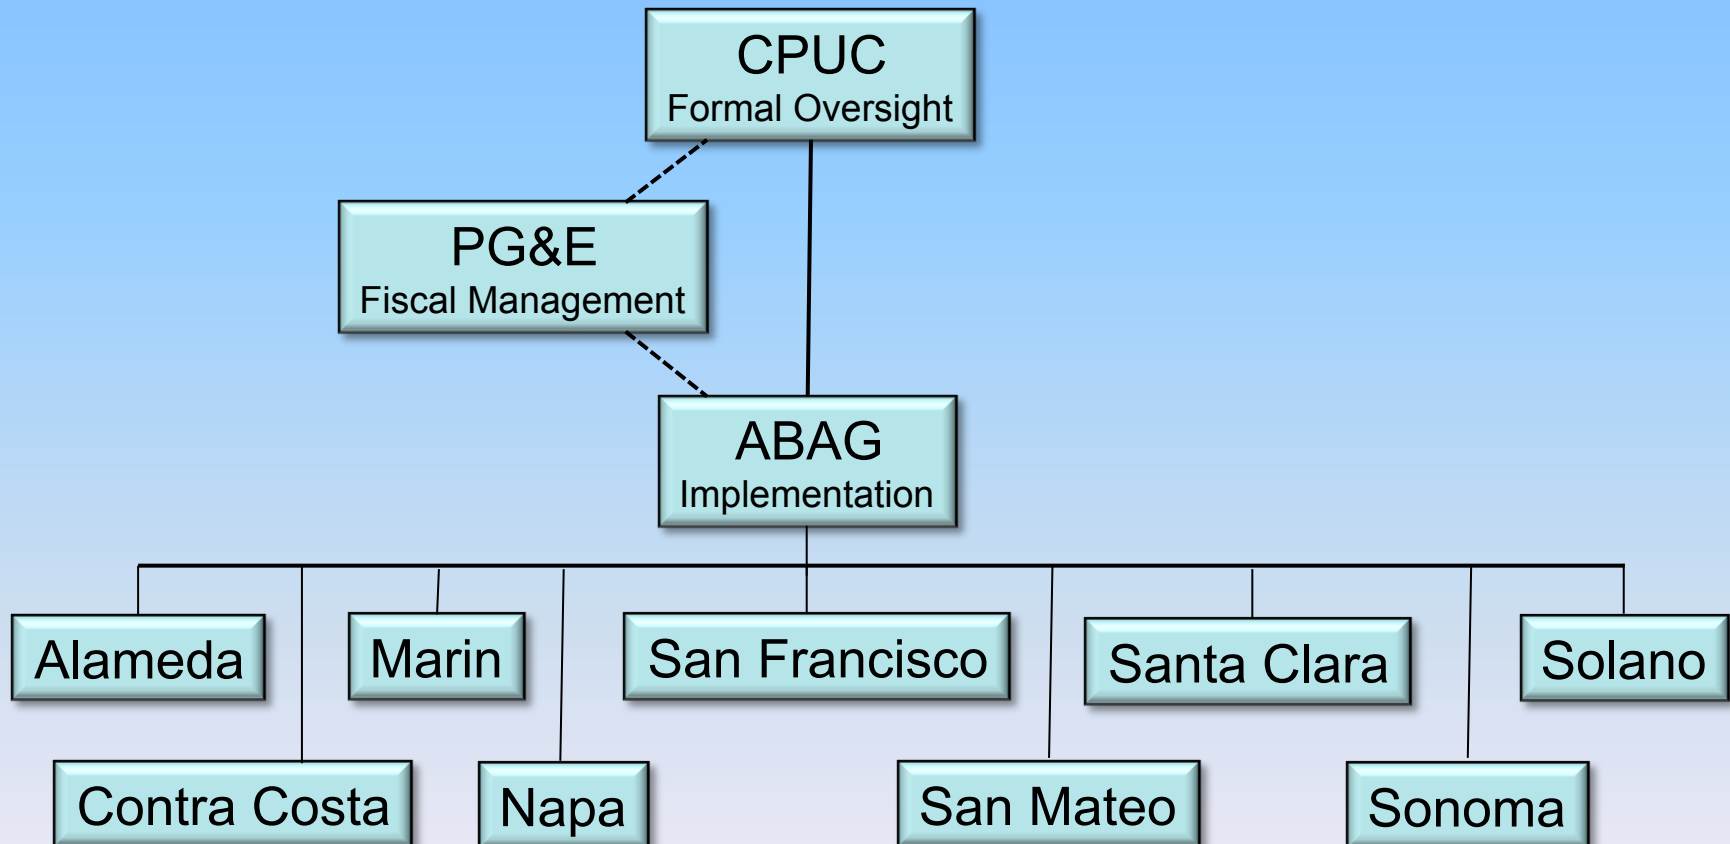 CPUC
Formal Oversight
PG&E
Fiscal Management
ABAG
Implementation
Alameda
Marin
San Francisco
Santa Clara
Solano
Contra Costa
Napa
San Mateo
Sonoma